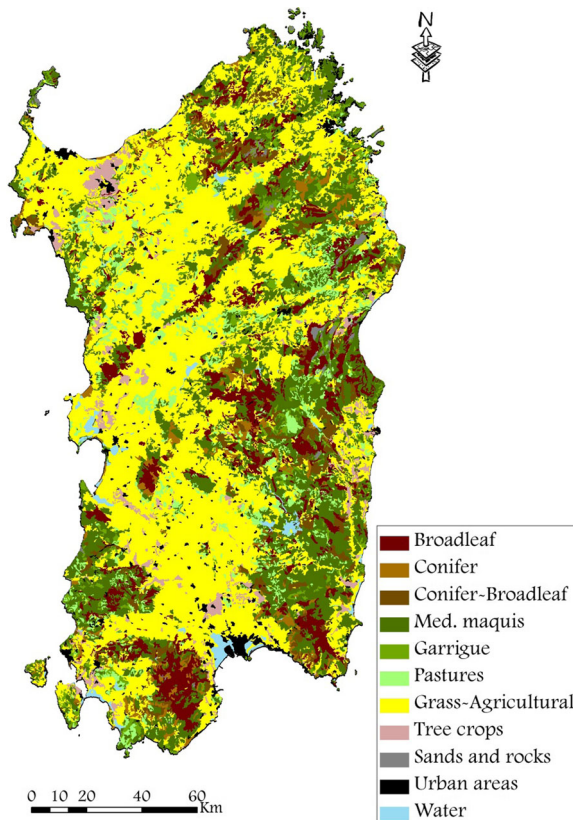 N
Broadleaf
Conifer
Conifer-Broadleaf
Med. maquis
Garrigue
Pastures
Grass-Agricultural
Tree crops
Sands and rocks
Urban areas
Water
0 10 20 40 60
Km